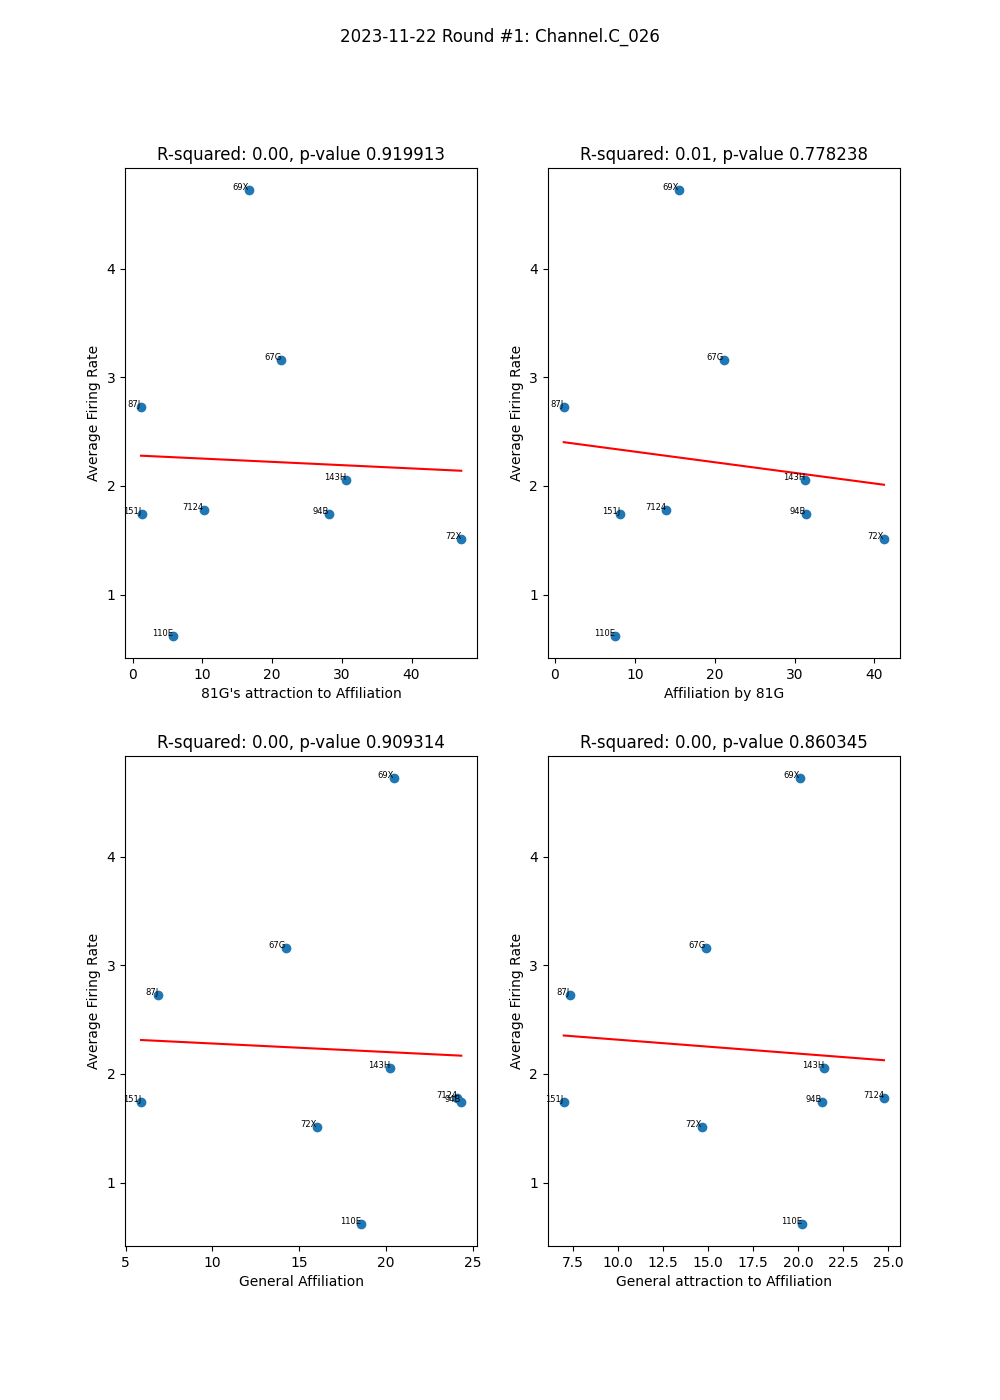 2023-11-22 Round #1: Channel.C_026
R-squared: 0.00, p-value 0.919913
69X
67G
87J
143H
7124
151J
94B
72X
110E
4
3
2
1
0
10
20
30
40
Average Firing Rate
81G's attraction to Affiliation
R-squared: 0.01, p-value 0.778238
69X
67G
87J
143H
7124
151J
94B
72X
110E
4
3
2
1
0
10
20
30
40
Average Firing Rate
Affiliation by 81G
R-squared: 0.00, p-value 0.909314
69X
67G
87J
143H
7124
94B
151J
72X
110E
4
3
2
1
5
10
15
20
25
Average Firing Rate
General Affiliation
R-squared: 0.00, p-value 0.860345
69X
67G
87J
143H
7124
94B
151J
72X
110E
4
3
2
1
7.5
10.0
12.5
15.0
17.5
20.0
22.5
25.0
Average Firing Rate
General attraction to Affiliation